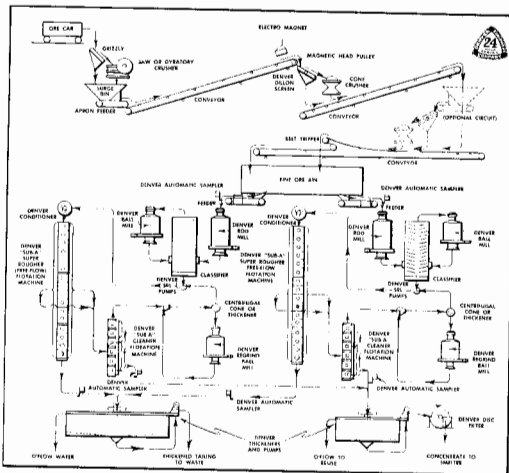 ORE CAR
GRIZZLY
JAW OR GYRATORY
CRUSHER
SURGE
BIN
APRON FEEDER
CONVEYOR
ELECTRO MAGNET
MAGNETIC HEAD PULLEY
DENVER
DILLON
SCREEN
CONE
CRUSHER
CONVEYOR
24
(OPTIONAL CIRCUIT)
BELT TRIPPER
CONVEYOR
FINE ORE BIN
DENVER AUTOMATIC SAMPLER
FEEDER
DENVER AUTOMATIC SAMPLER
DENVER
CONDITIONER
DENVER
BALL
MILL
DENVER
ROD
MILL
CLASSIFIER
DENVER
SRL
PUMPS
DENVER "SUB-A"
SUPER
ROUGHER
(FREE-FLOW)
FLOTATION
MACHINE
DENVER
"SUB-A"
CLEANER
FLOTATION
MACHINE
CENTRIFUGAL
CONE OR
THICKENER
DENVER
REGRIND
BALL
MILL
DENVER
AUTOMATIC SAMPLER
DENVER
CONDITIONER
DENVER "SUB-A"
SUPER ROUGHER
FREE-FLOW
FLOTATION
MACHINE
DENVER
ROD
MILL
DENVER
BALL
MILL
CLASSIFIER
DENVER
SRL
PUMPS
CENTRIFUGAL
CONE OR
THICKENER
DENVER
"SUB-A"
CLEANER
FLOTATION
MACHINE
DENVER
REGRIND
BALL
MILL
DENVER AUTOMATIC
SAMPLER
DENVER AUTOMATIC SAMPLER
DENVER
THICKENERS
AND PUMPS
DENVER DISC
FILTER
O'FLOW WATER
THICKENED TAILING
TO WASTE
O'FLOW TO
REUSE
CONCENTRATE TO
SMELTER